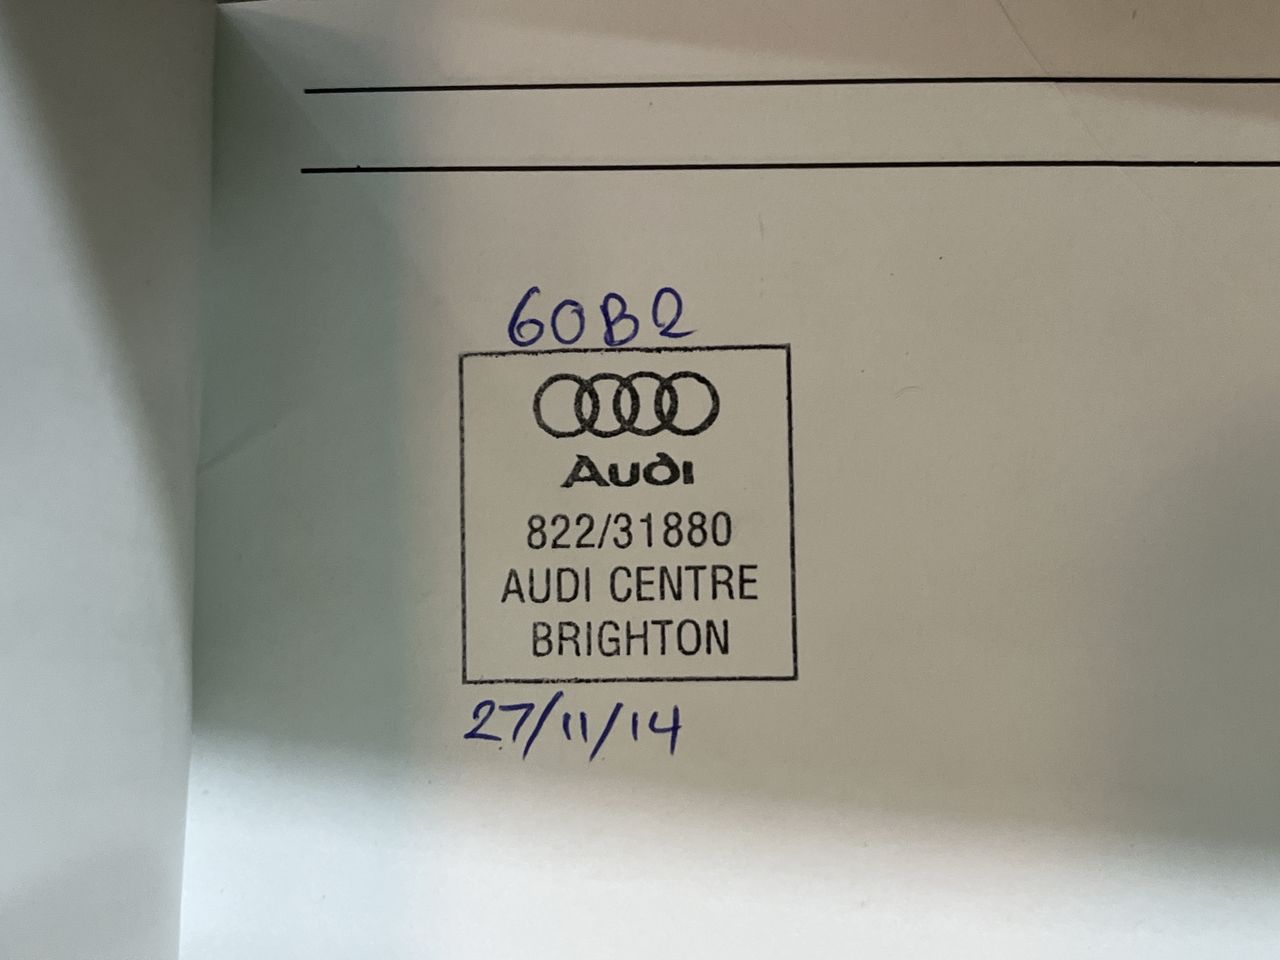 60B2
Audi
822/31880
AUDI CENTRE
BRIGHTON
27/11/14